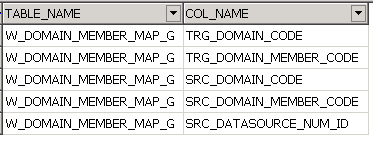 TABLE_NAME COL_NAME
W_DOMAIN_MEMBER_MAP_G TRG_DOMAIN_CODE
W_DOMAIN_MEMBER_MAP_G TRG_DOMAIN_MEMBER_CODE
W_DOMAIN_MEMBER_MAP_G SRC_DOMAIN_CODE
W_DOMAIN_MEMBER_MAP_G SRC_DOMAIN_MEMBER_CODE
W_DOMAIN_MEMBER_MAP_G SRC_DATASOURCE_NUM_ID